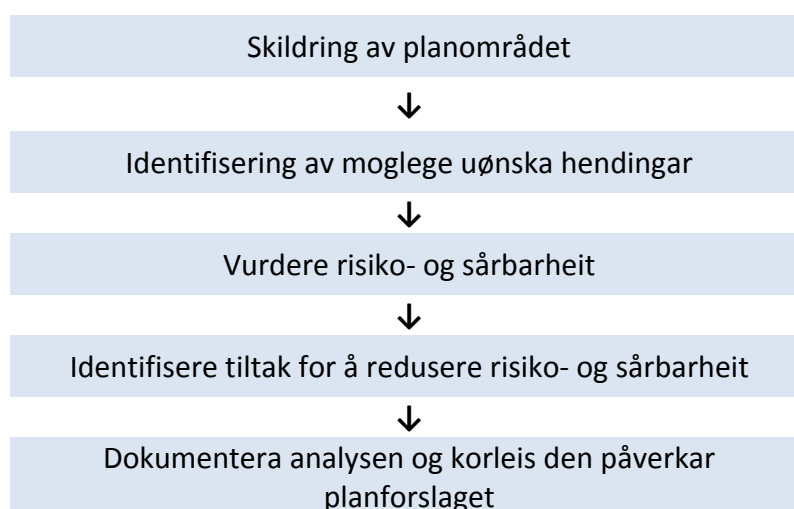 Skildring av planområdet
↓
Identifisering av moglege uønska hendingar
↓
Vurdere risiko- og sårbarheit
↓
Identifisere tiltak for å redusere risiko- og sårbarheit
↓
Dokumentera analysen og korleis den påverkar
planforslaget